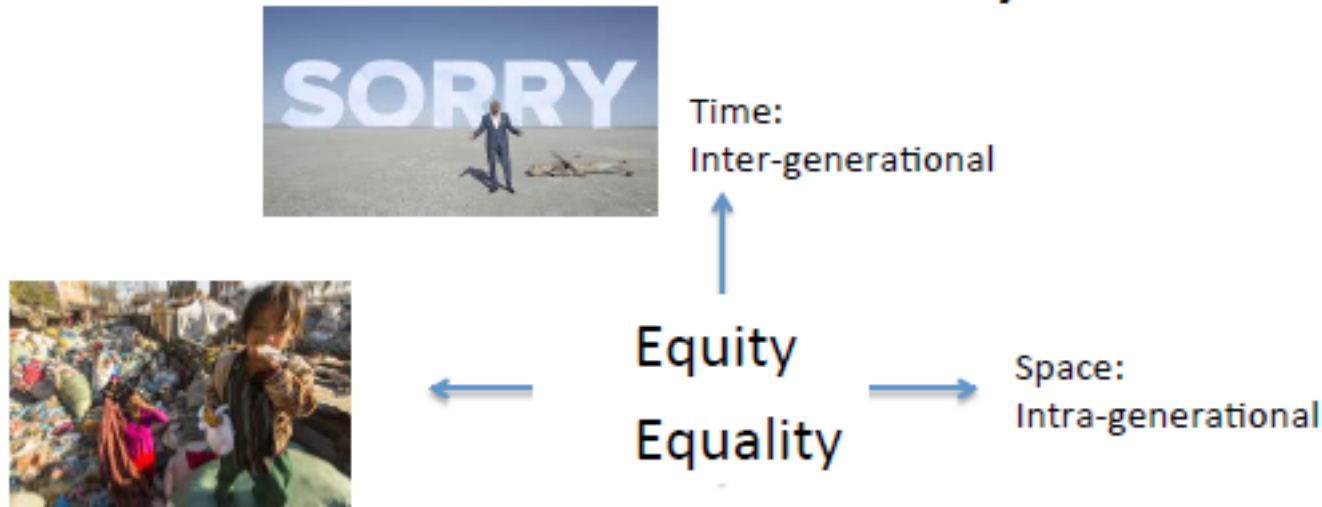 SORRY
Time:
Inter-generational
Equity
Equality
Space:
Intra-generational